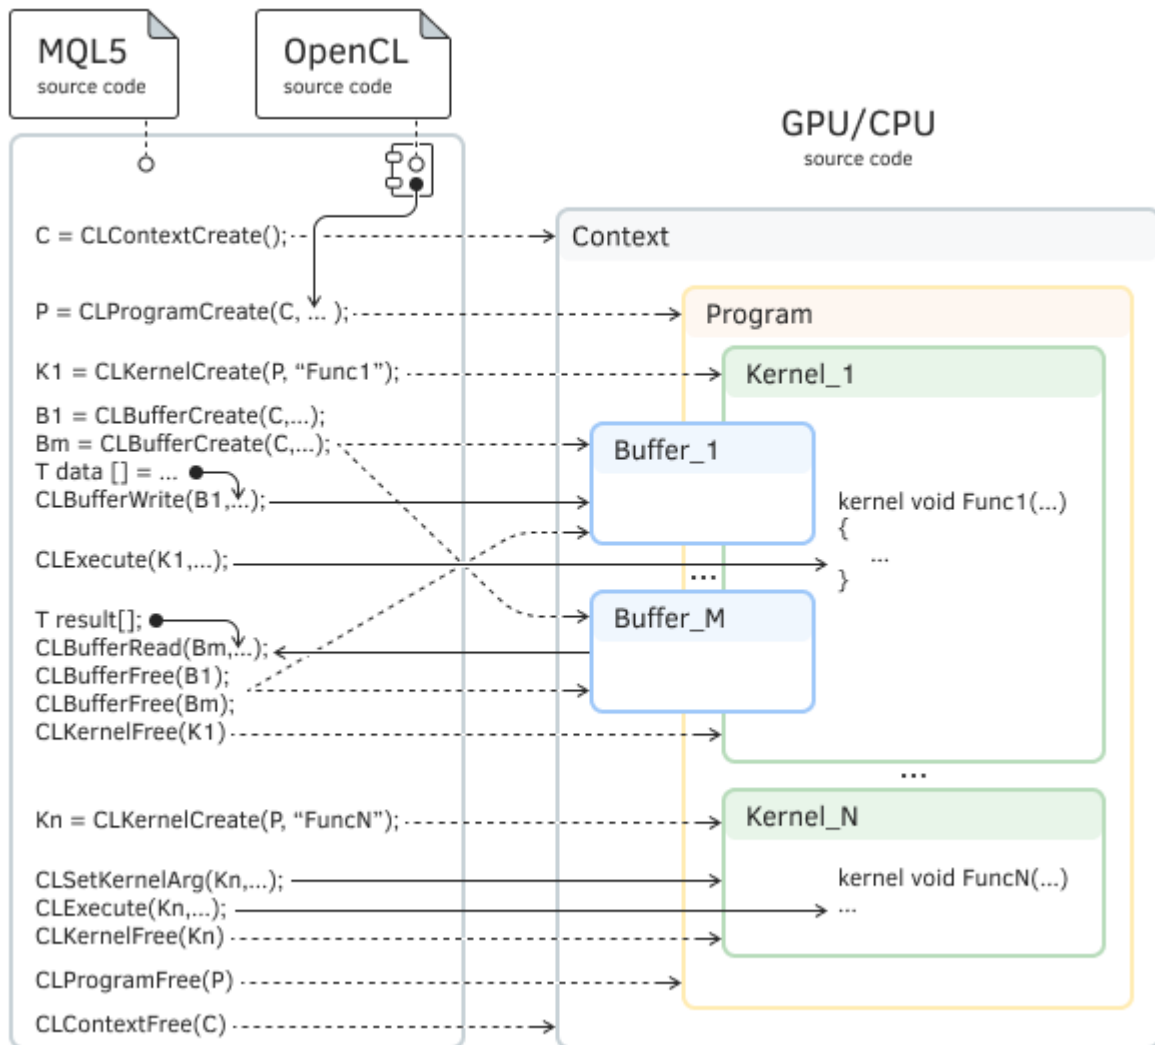 MQL5
source code
OpenCL
source code
GPU/CPU
source code
C = CLContextCreate();
Context
P = CLProgramCreate(C, ... );
Program
K1 = CLKernelCreate(P, “Func1”);
Kernel_1
B1 = CLBufferCreate(C,...);
Bm = CLBufferCreate(C,...);
Buffer_1
T data [] = ...
CLBufferWrite(B1,...);
kernel void Func1(...)
{
...
}
CLExecute(K1,...);
...
T result[];
Buffer_M
CLBufferRead(Bm,...);
CLBufferFree(B1);
CLBufferFree(Bm);
CLKernelFree(K1)
...
Kn = CLKernelCreate(P, “FuncN”);
Kernel_N
CLSetKernelArg(Kn,...);
kernel void FuncN(...)
CLExecute(Kn,...);
...
CLKernelFree(Kn)
CLProgramFree(P)
CLContextFree(C)